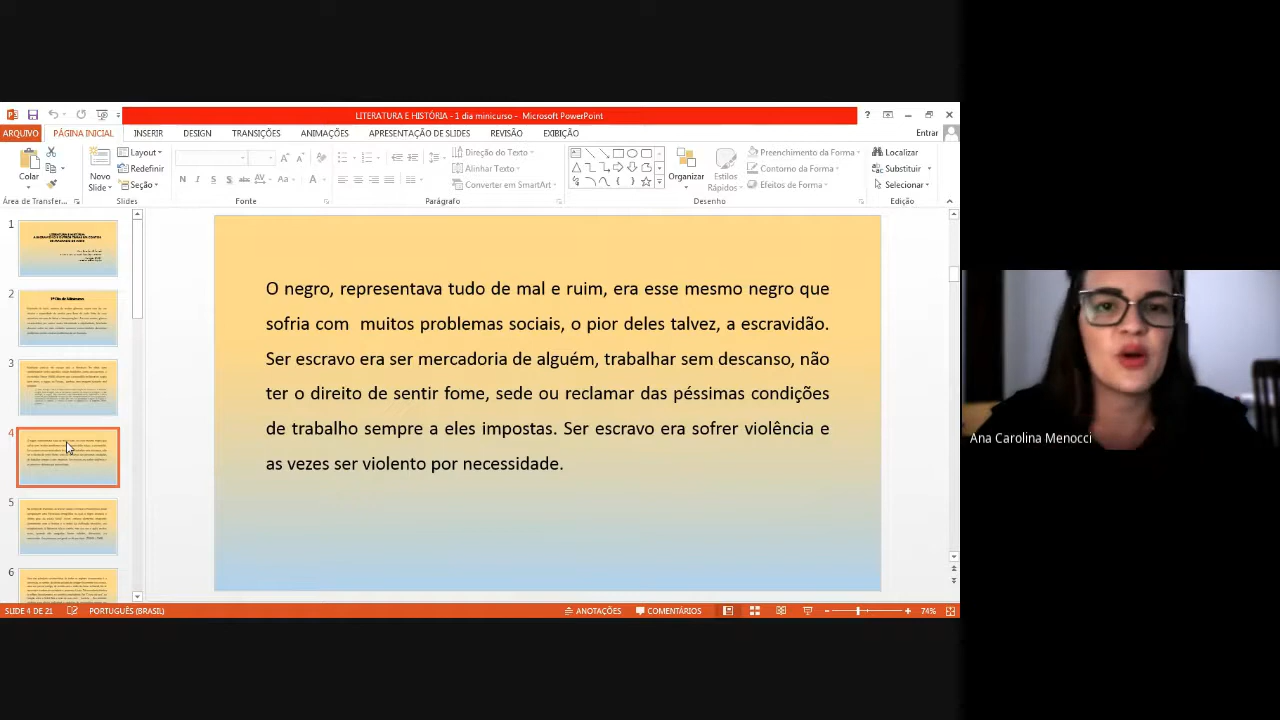 LITERATURA E HISTÓRIA - 1 dia minicurso - Microsoft PowerPoint
ARQUIVO PÁGINA INICIAL INSERIR DESIGN TRANSIÇÕES ANIMAÇÕES APRESENTAÇÃO DE SLIDES REVISÃO EXIBIÇÃO Entrar
Colar
Novo
Slide
Layout
Redefinir
Seção
Direção do Texto
Alinhar Texto
Converter em SmartArt
Organizar
Estilos
Rápidos
Preenchimento da Forma
Contorno da Forma
Efeitos de Forma
Localizar
Substituir
Selecionar
Área de Transfer... Slides Fonte Parágrafo Desenho Edição
1
2
3
4
5
6
O negro, representava tudo de mal e ruim, era esse mesmo negro que
sofria com muitos problemas sociais, o pior deles talvez, a escravidão.
Ser escravo era ser mercadoria de alguém, trabalhar sem descanso, não
ter o direito de sentir fome, sede ou reclamar das péssimas condições
de trabalho sempre a eles impostas. Ser escravo era sofrer violência e
as vezes ser violento por necessidade.
Ana Carolina Menocci
SLIDE 4 DE 21 PORTUGUÊS (BRASIL) ANOTAÇÕES COMENTÁRIOS 74%